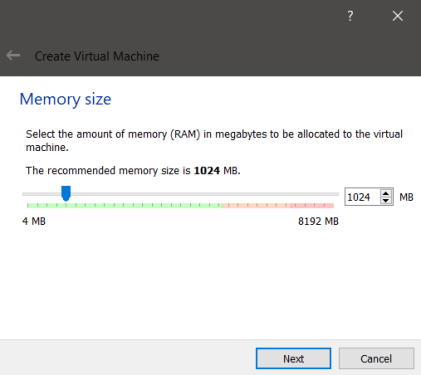 ?
← Create Virtual Machine
Memory size
Select the amount of memory (RAM) in megabytes to be allocated to the virtual
machine.
The recommended memory size is 1024 MB.
1024 MB
4 MB 8192 MB
Next Cancel